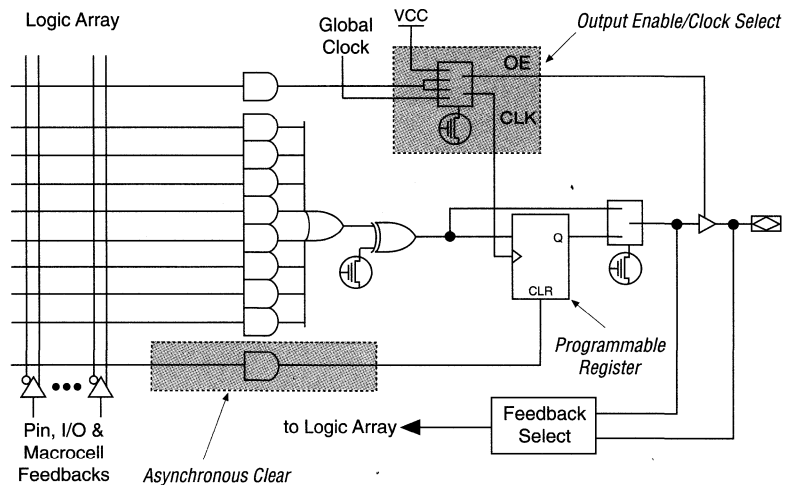 Logic Array
Global
Clock
VCC
Output Enable/Clock Select
OE
CLK
Q
CLR
Programmable
Register
Feedback
Select
to Logic Array
Pin, I/O &
Macrocell
Feedbacks
Asynchronous Clear